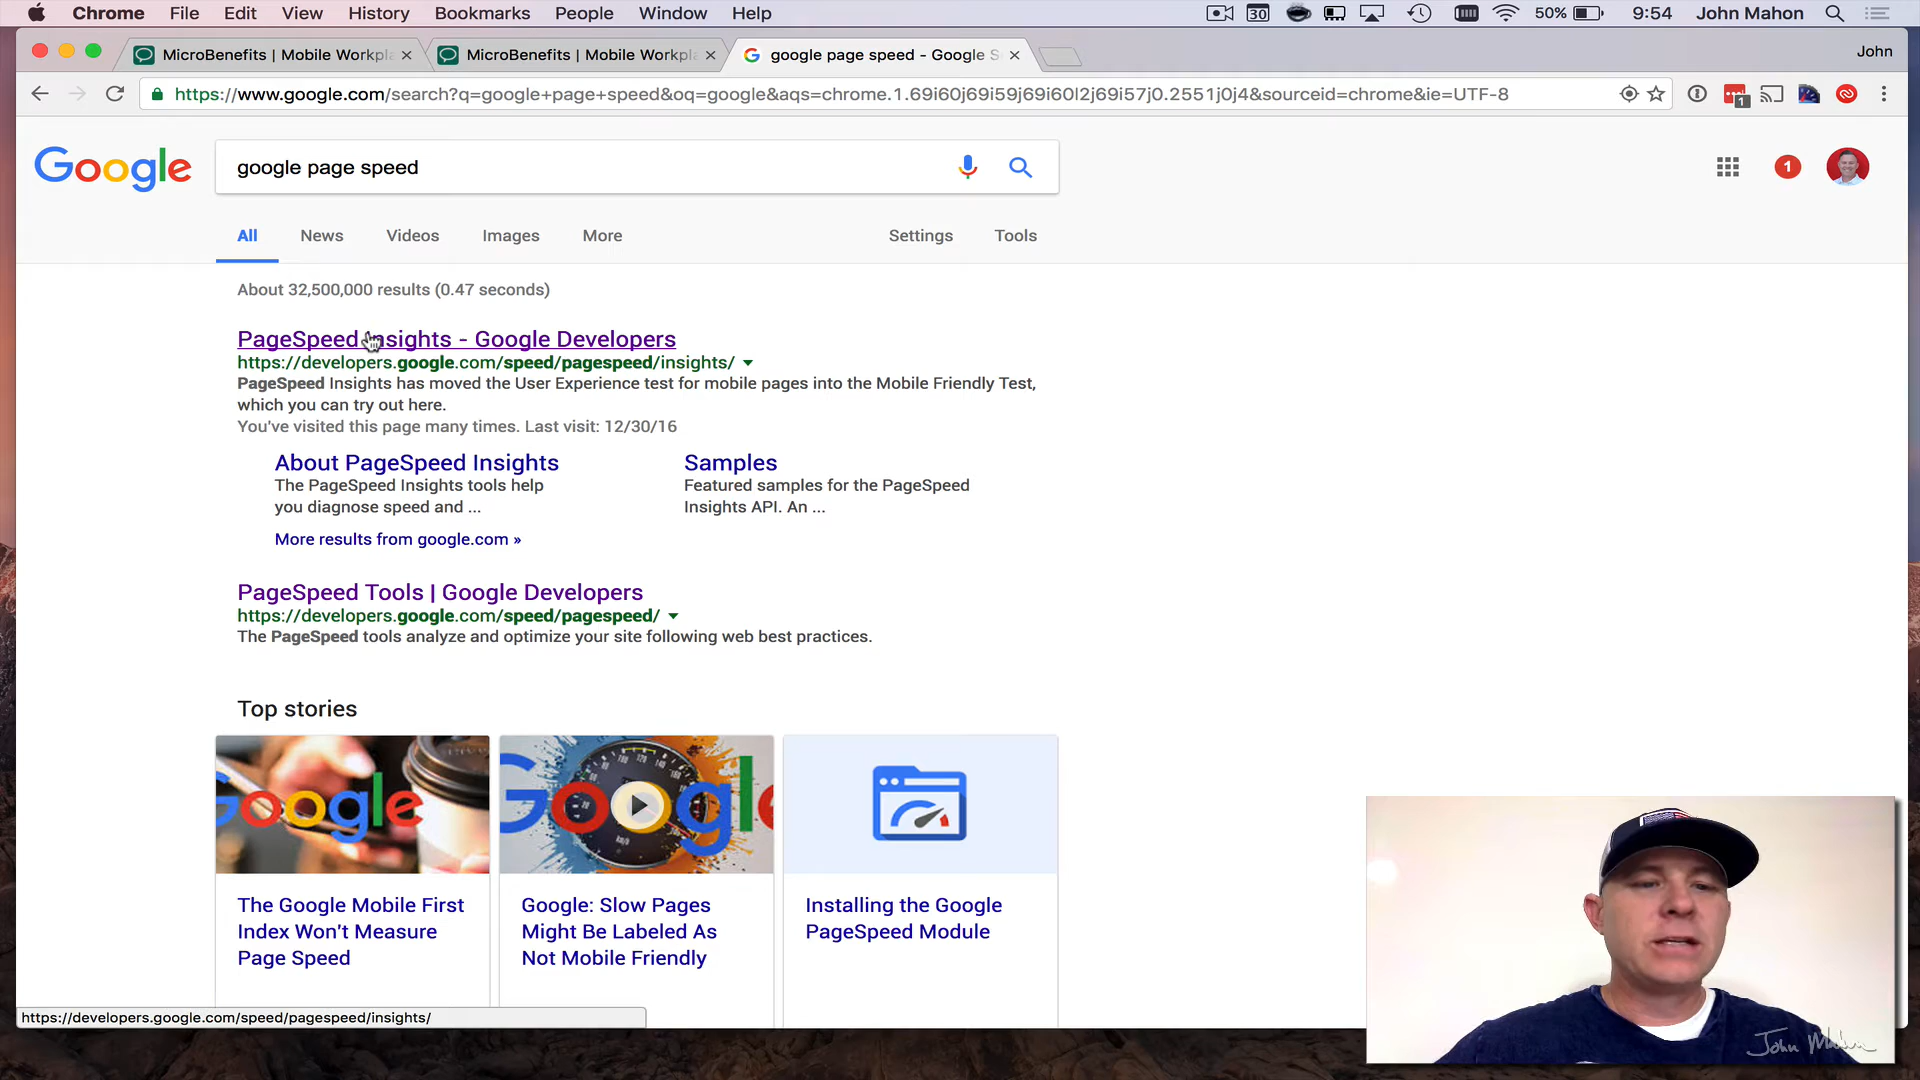 Chrome File Edit View History Bookmarks People Window Help
30 50% 9:54 John Mahon
MicroBenefits | Mobile Workpla
MicroBenefits | Mobile Workpla
google page speed - Google S
John
https://www.google.com/search?q=google+page+speed&oq=google&aqs=chrome.1.69i60j69i59j69i60l2j69i57j0.2551j0j4&sourceid=chrome&ie=UTF-8
1
Google
google page speed
1
All News Videos Images More Settings Tools
About 32,500,000 results (0.47 seconds)
PageSpeed Insights - Google Developers
https://developers.google.com/speed/pagespeed/insights/
PageSpeed Insights has moved the User Experience test for mobile pages into the Mobile Friendly Test,
which you can try out here.
You've visited this page many times. Last visit: 12/30/16
About PageSpeed Insights
The PageSpeed Insights tools help
you diagnose speed and ...
Samples
Featured samples for the PageSpeed
Insights API. An ...
More results from google.com »
PageSpeed Tools | Google Developers
https://developers.google.com/speed/pagespeed/
The PageSpeed tools analyze and optimize your site following web best practices.
Top stories
Google
Google
The Google Mobile First
Index Won't Measure
Page Speed
Google: Slow Pages
Might Be Labeled As
Not Mobile Friendly
Installing the Google
PageSpeed Module
https://developers.google.com/speed/pagespeed/insights/
John Mahon